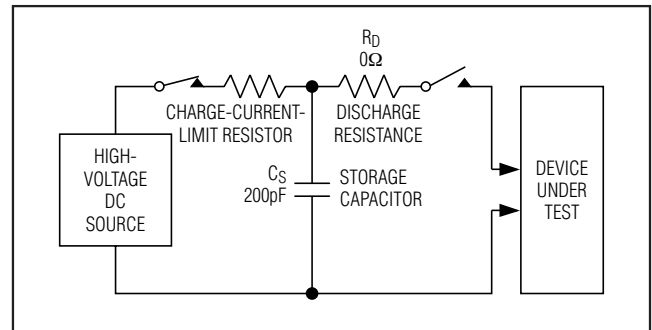 R_D
0Ω
CHARGE-CURRENT-
LIMIT RESISTOR
DISCHARGE
RESISTANCE
HIGH-
VOLTAGE
DC
SOURCE
C_S
200pF
STORAGE
CAPACITOR
DEVICE
UNDER
TEST